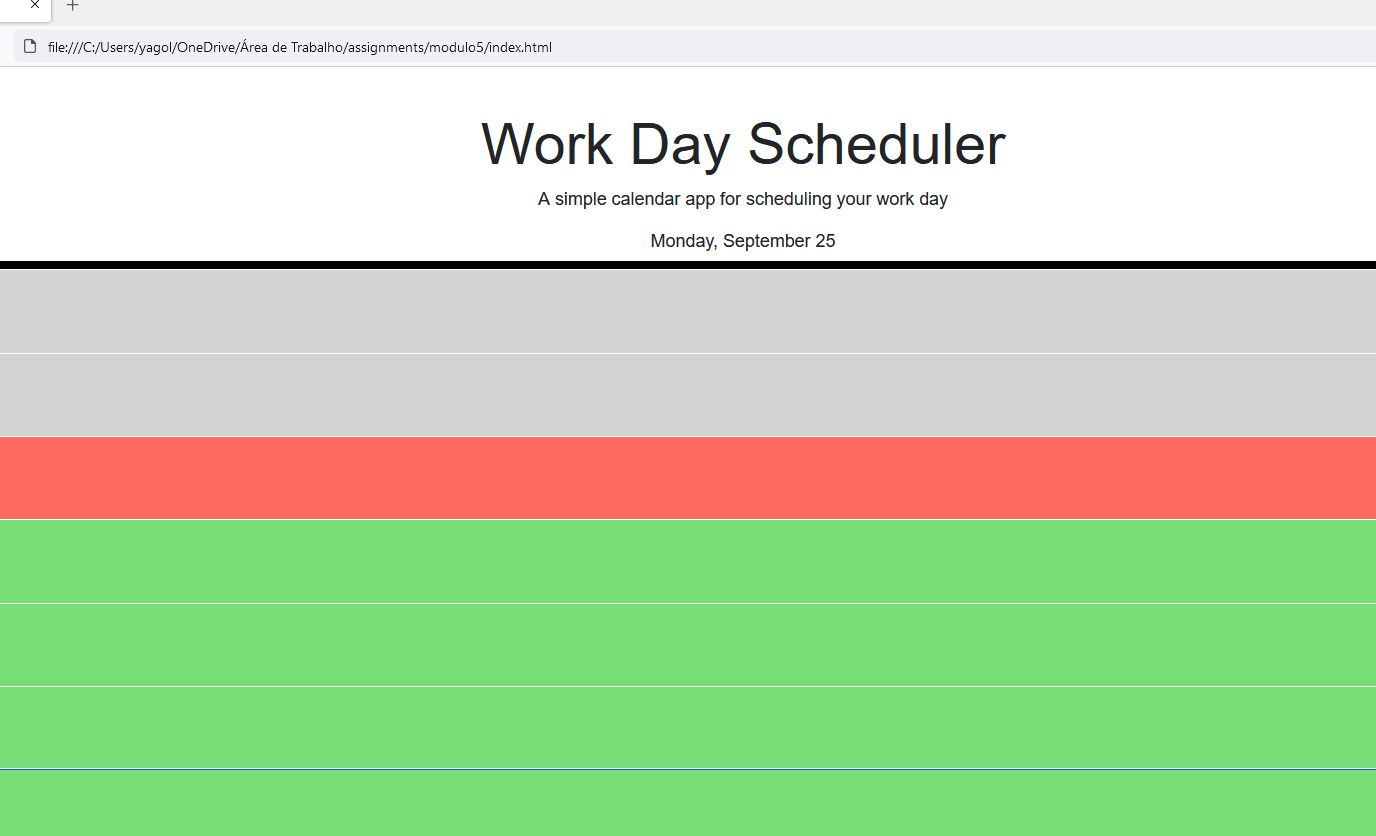 file:///C:/Users/yagol/OneDrive/Área de Trabalho/assignments/modulo5/index.html
Work Day Scheduler
A simple calendar app for scheduling your work day
Monday, September 25